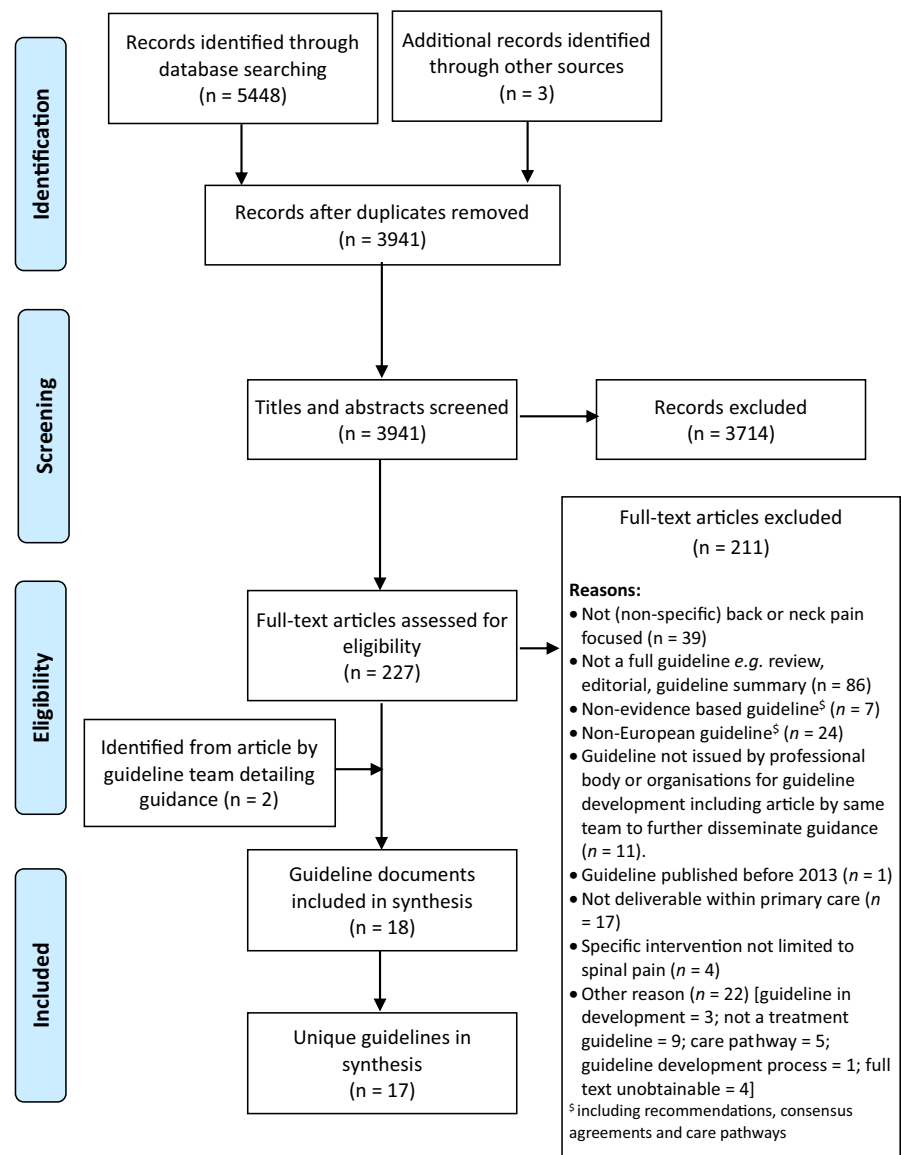 Identification
Records identified through
database searching
(n = 5448)
Additional records identified
through other sources
(n = 3)
Records after duplicates removed
(n = 3941)
Screening
Titles and abstracts screened
(n = 3941)
Records excluded
(n = 3714)
Eligibility
Full-text articles assessed for
eligibility
(n = 227)
Full-text articles excluded
(n = 211)
Reasons:
• Not (non-specific) back or neck pain
focused (n = 39)
• Not a full guideline e.g. review,
editorial, guideline summary (n = 86)
• Non-evidence based guideline$ (n = 7)
• Non-European guideline$ (n = 24)
• Guideline not issued by professional
body or organisations for guideline
development including article by same
team to further disseminate guidance
(n = 11).
• Guideline published before 2013 (n = 1)
• Not deliverable within primary care (n
= 17)
• Specific intervention not limited to
spinal pain (n = 4)
• Other reason (n = 22) [guideline in
development = 3; not a treatment
guideline = 9; care pathway = 5;
guideline development process = 1; full
text unobtainable = 4]
$ including recommendations, consensus
agreements and care pathways
Identified from article by
guideline team detailing
guidance (n = 2)
Included
Guideline documents
included in synthesis
(n = 18)
Unique guidelines in
synthesis
(n = 17)